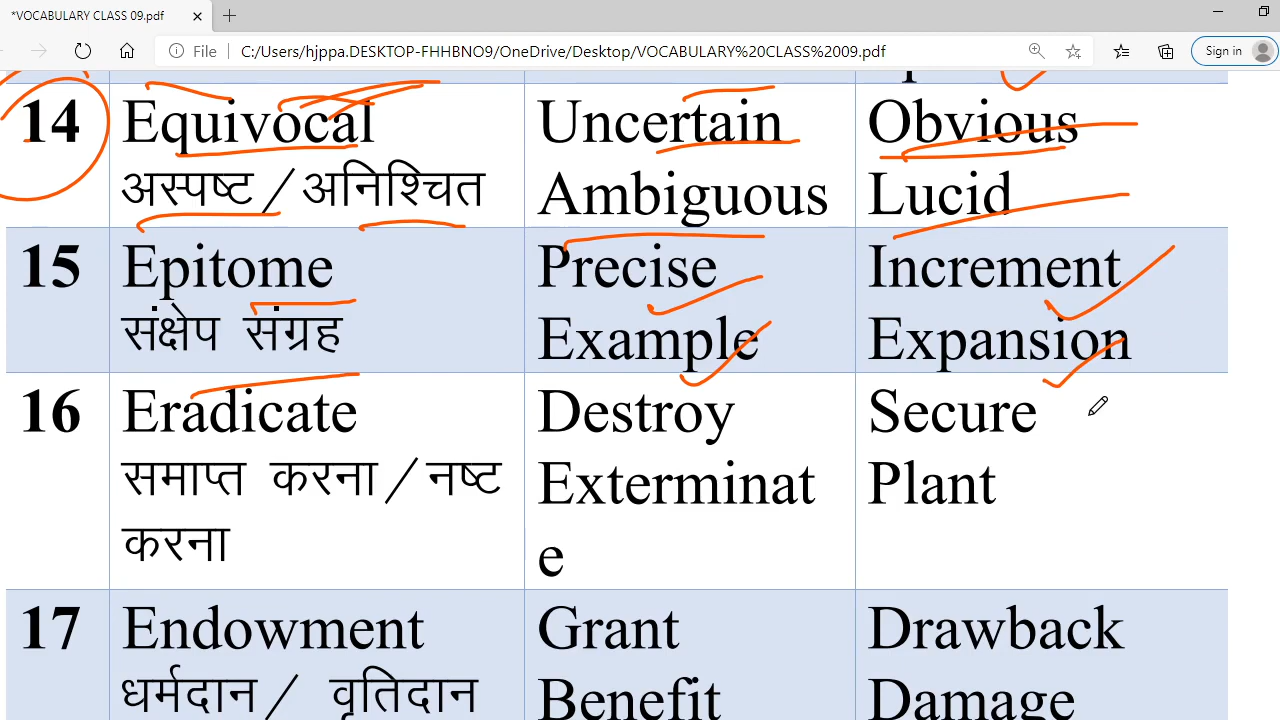 *VOCABULARY CLASS 09.pdf
File C:/Users/hjppa.DESKTOP-FHHBNO9/OneDrive/Desktop/VOCABULARY%20CLASS%2009.pdf Sign in
14 Equivocal Uncertain Obvious
अस्पष्ट / अनिश्चित Ambiguous Lucid
15 Epitome Precise Increment
संक्षेप संग्रह Example Expansion
16 Eradicate Destroy Secure
समाप्त करना / नष्ट Exterminat Plant
करना e
17 Endowment Grant Drawback
धर्मदान / वृतिदान Benefit Damage